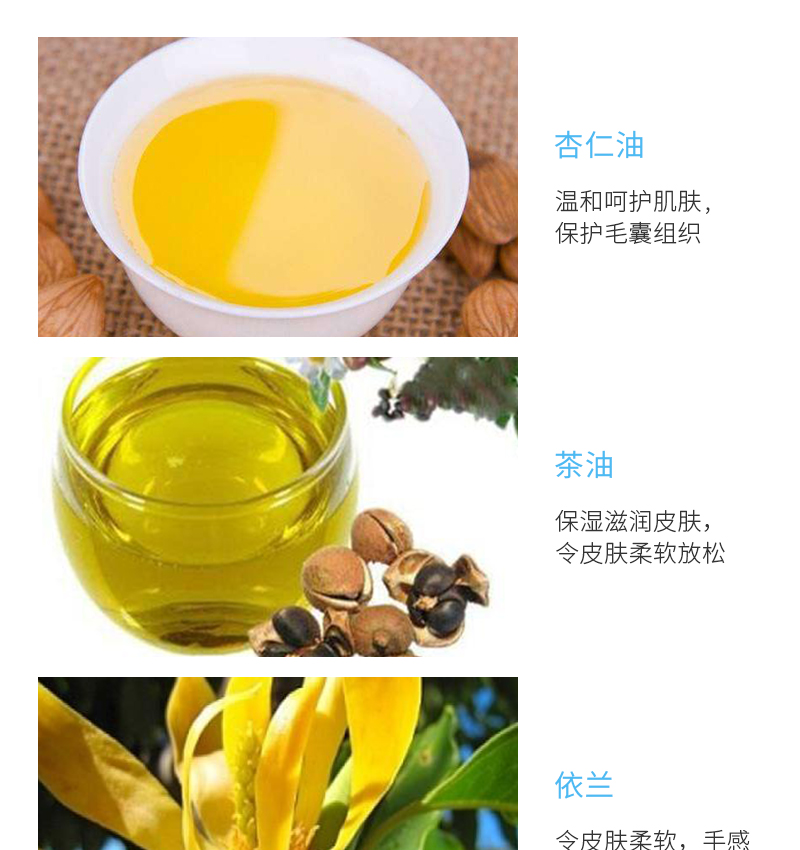 杏仁油
温和呵护肌肤，
保护毛囊组织
茶油
保湿滋润皮肤，
令皮肤柔软放松
依兰
令皮肤柔软，手感